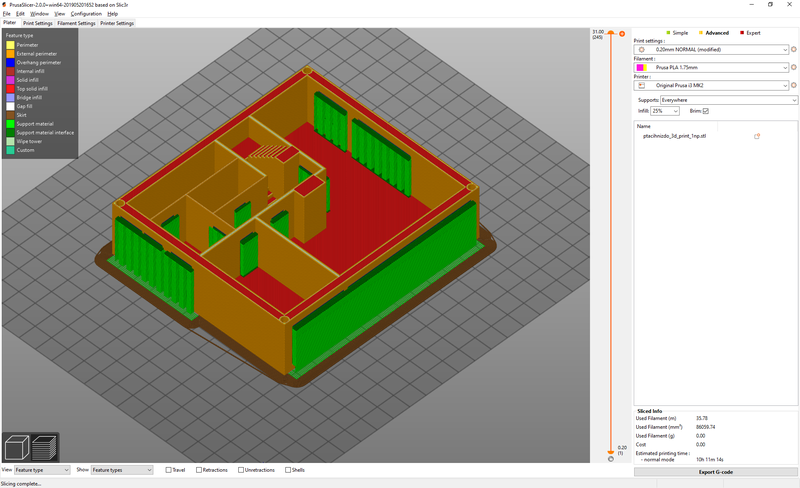 PrusaSlicer-2.0.0+win64-201905201652 based on Slic3r
File Edit Window View Configuration Help
Plater Print Settings Filament Settings Printer Settings
Feature type
Perimeter
External perimeter
Overhang perimeter
Internal infill
Solid infill
Top solid infill
Bridge infill
Gap fill
Skirt
Support material
Support material interface
Wipe tower
Custom
31.00
(245)
0.20
(1)
Simple Advanced Expert
Print settings :
0.20mm NORMAL (modified)
Filament :
Prusa PLA 1.75mm
Printer :
Original Prusa i3 MK2
Supports: Everywhere
Infill: 25% Brim:
Name
ptacihnizdo_3d_print_1np.stl
Sliced Info
Used Filament (m) 35.78
Used Filament (mm³) 86059.74
Used Filament (g) 0.00
Cost 0.00
Estimated printing time :
- normal mode 10h 11m 14s
View Feature type Show Feature types Travel Retractions Unretractions Shells
Export G-code
Slicing complete...